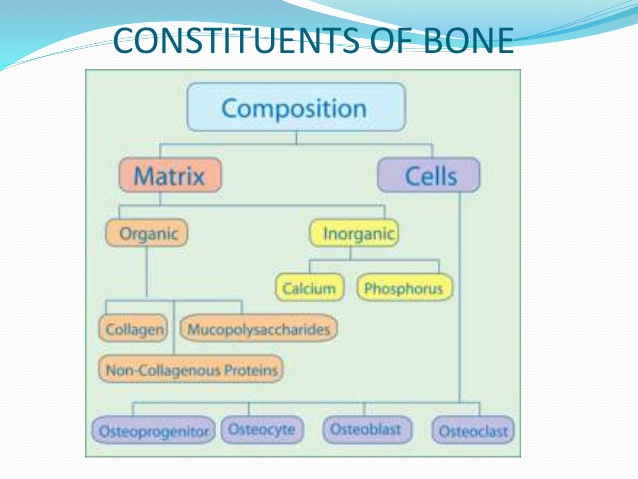 CONSTITUENTS OF BONE
Composition
Matrix
Cells
Organic
Inorganic
Calcium
Phosphorus
Collagen
Mucopolysaccharides
Non-Collagenous Proteins
Osteoprogenitor
Osteocyte
Osteoblast
Osteoclast